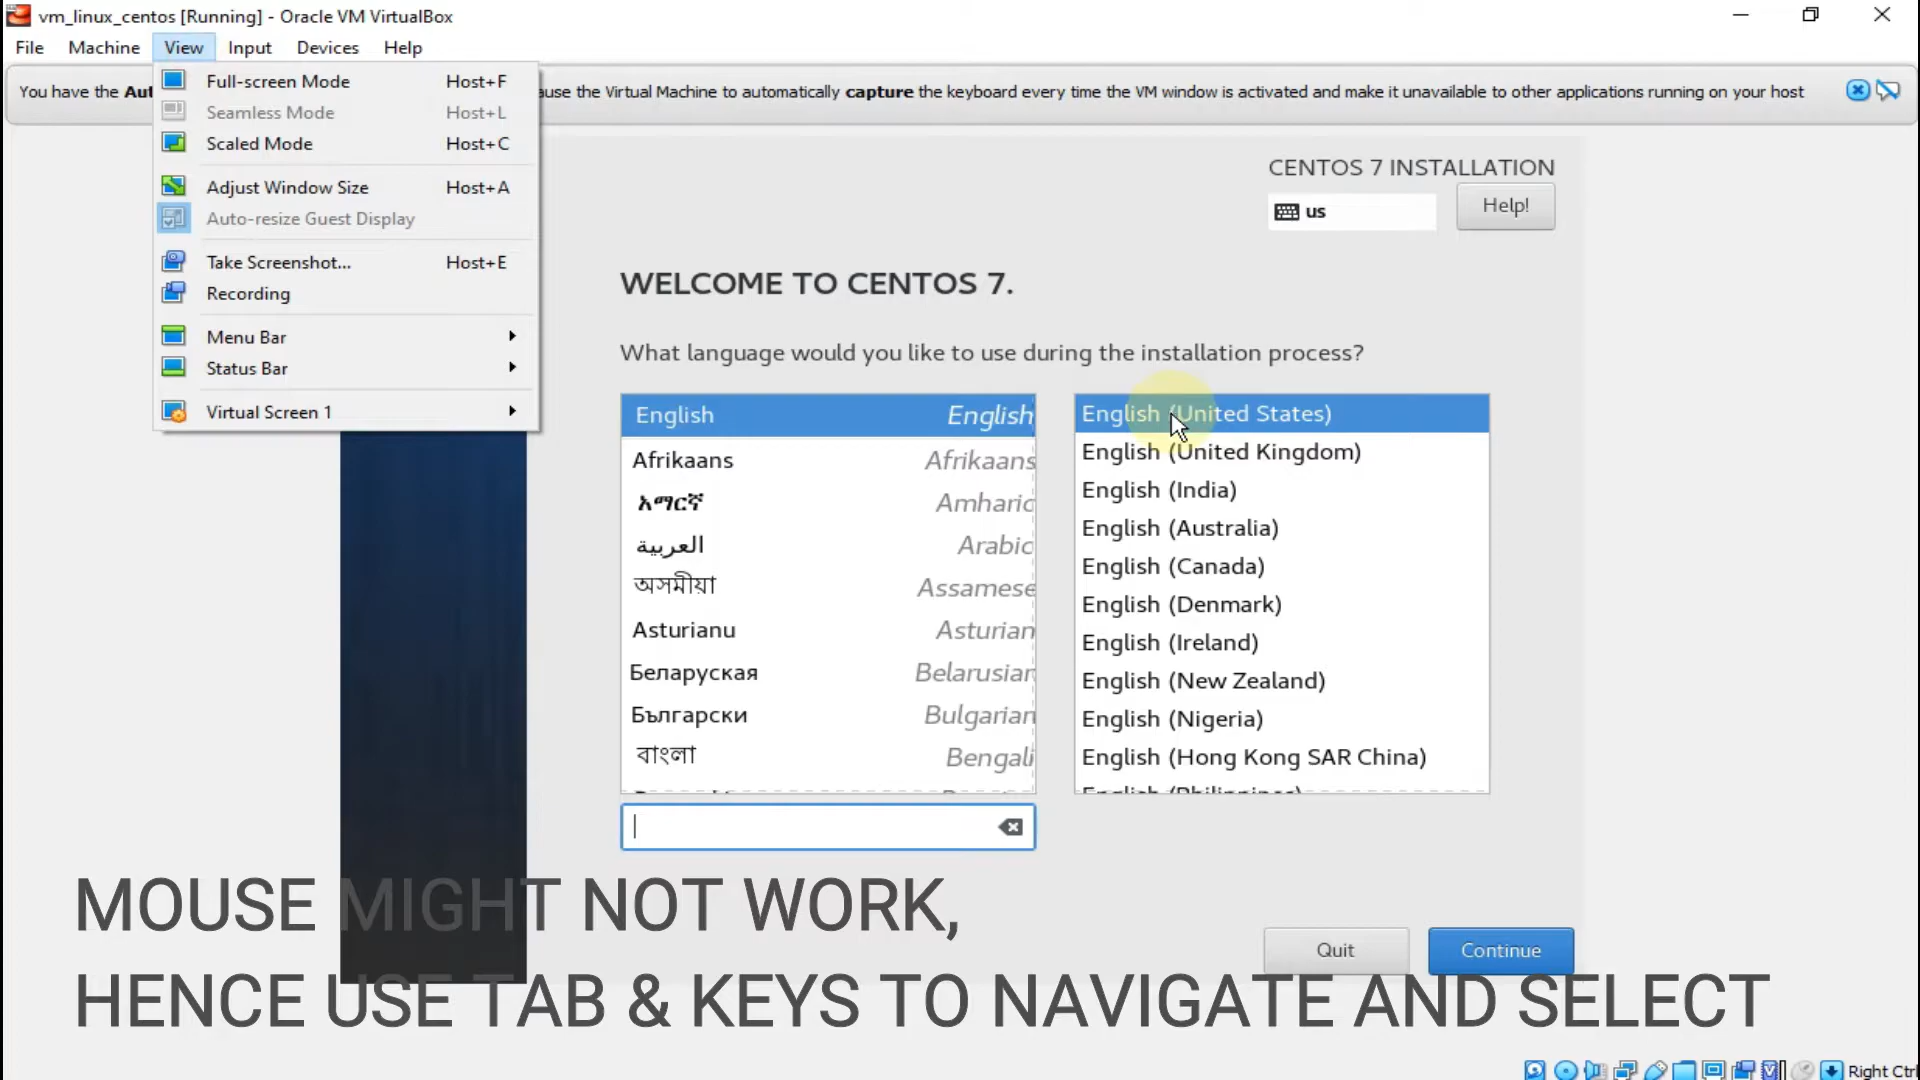 vm_linux_centos [Running] - Oracle VM VirtualBox
File Machine View Input Devices Help
You have the Aut
ause the Virtual Machine to automatically capture the keyboard every time the VM window is activated and make it unavailable to other applications running on your host
Full-screen Mode Host+F
Seamless Mode Host+L
Scaled Mode Host+C
Adjust Window Size Host+A
Auto-resize Guest Display
Take Screenshot... Host+E
Recording
Menu Bar
Status Bar
Virtual Screen 1
CENTOS 7 INSTALLATION
us
Help!
WELCOME TO CENTOS 7.
What language would you like to use during the installation process?
English English
Afrikaans Afrikaans
አማርኛ Amharic
العربية Arabic
অসমীয়া Assamese
Asturianu Asturian
Беларуская Belarusian
Български Bulgarian
বাংলা Bengali
English (United States)
English (United Kingdom)
English (India)
English (Australia)
English (Canada)
English (Denmark)
English (Ireland)
English (New Zealand)
English (Nigeria)
English (Hong Kong SAR China)
English (Philippines)
Quit
Continue
MOUSE MIGHT NOT WORK,
HENCE USE TAB & KEYS TO NAVIGATE AND SELECT
Right Ctrl